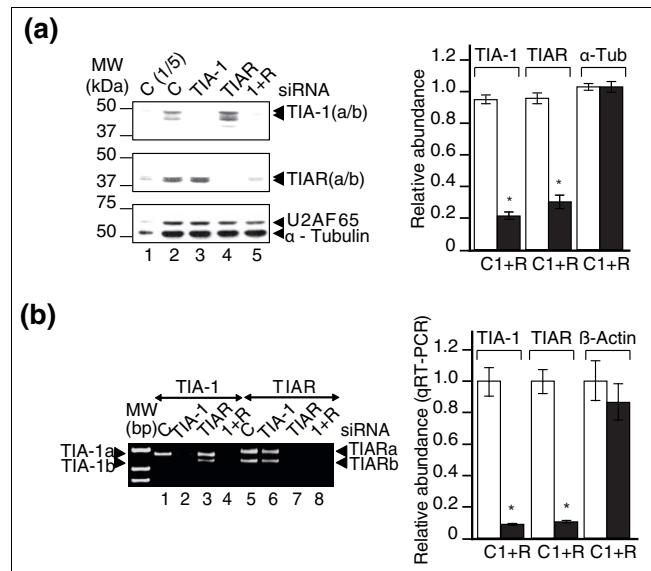 (a)
MW
(kDa)
C (1/5)
C
TIA-1
TIAR
1+R
siRNA
50
37
TIA-1(a/b)
50
37
TIAR(a/b)
75
50
U2AF65
α - Tubulin
1 2 3 4 5
Relative abundance
1.2
1.0
0.8
0.6
0.4
0.2
0
TIA-1 TIAR α-Tub
* *
C1+R C1+R C1+R
(b)
TIA-1 TIAR
MW
(bp)
C
TIA-1
TIAR
1+R
C
TIA-1
TIAR
1+R
siRNA
TIA-1a
TIA-1b
TIARa
TIARb
1 2 3 4 5 6 7 8
Relative abundance (qRT-PCR)
1.2
1.0
0.8
0.6
0.4
0.2
0.0
TIA-1 TIAR ß-Actin
* *
C1+R C1+R C1+R